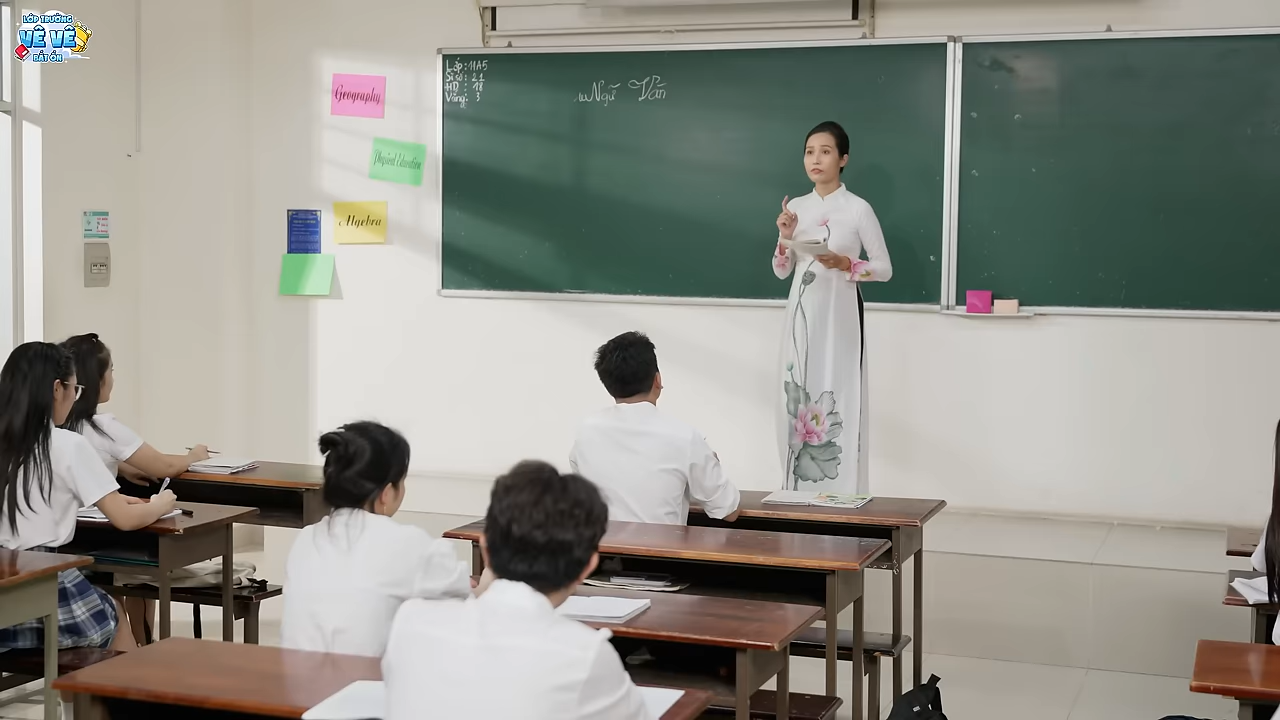 LỚP TRƯỞNG
VÊ VÊ
BẤT ỔN
Lớp: 11A5
Sĩ số: 21
HD: 18
Vắng: 3
Ngữ Văn
Geography
Physical Education
Algebra